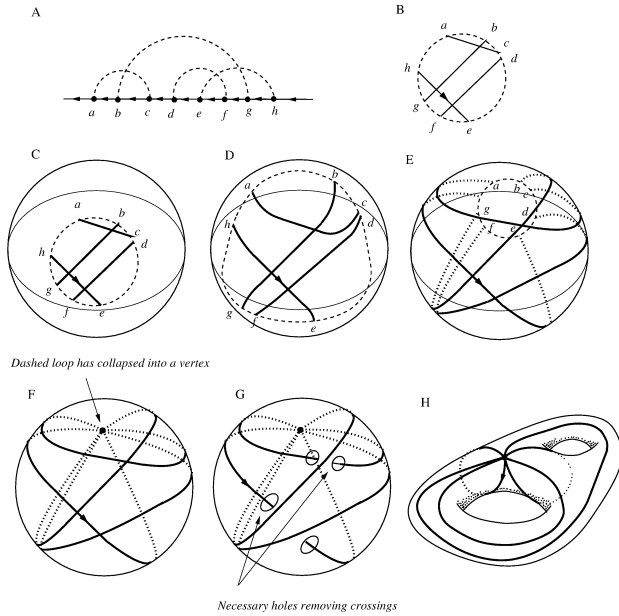 A
a b c d e f g h
B
a b c d e f g h
C
a b c d e f g h
D
a b c d e f g h
E
a b c d e f g
Dashed loop has collapsed into a vertex
F
G
H
Necessary holes removing crossings